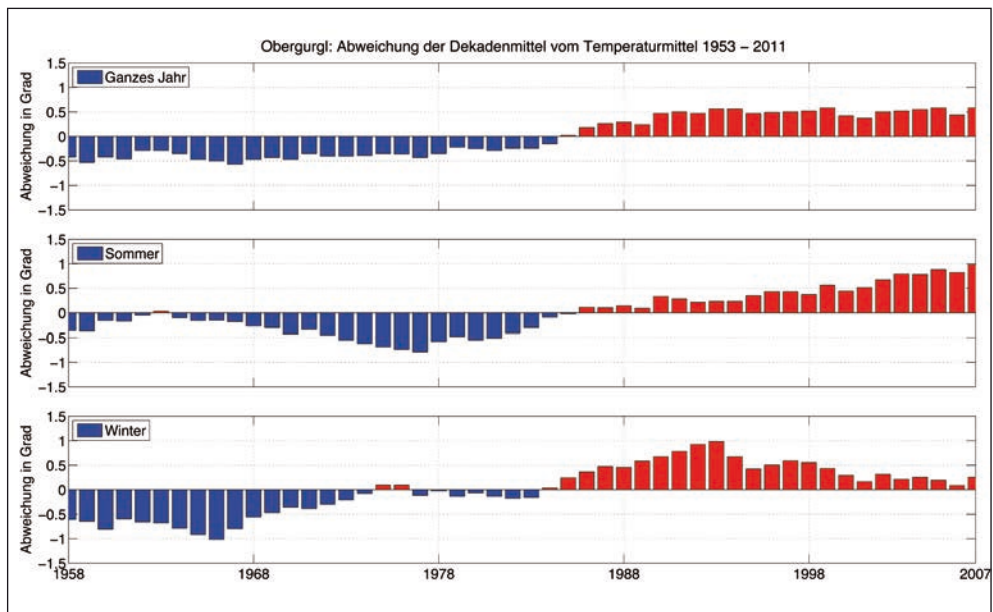 Obergurgl: Abweichung der Dekadenmittel vom Temperaturmittel 1953 – 2011
Abweichung in Grad
1.5
1
0.5
0
−0.5
−1
−1.5
Ganzes Jahr
Abweichung in Grad
1.5
1
0.5
0
−0.5
−1
−1.5
Sommer
Abweichung in Grad
1.5
1
0.5
0
−0.5
−1
−1.5
Winter
1958 1968 1978 1988 1998 2007